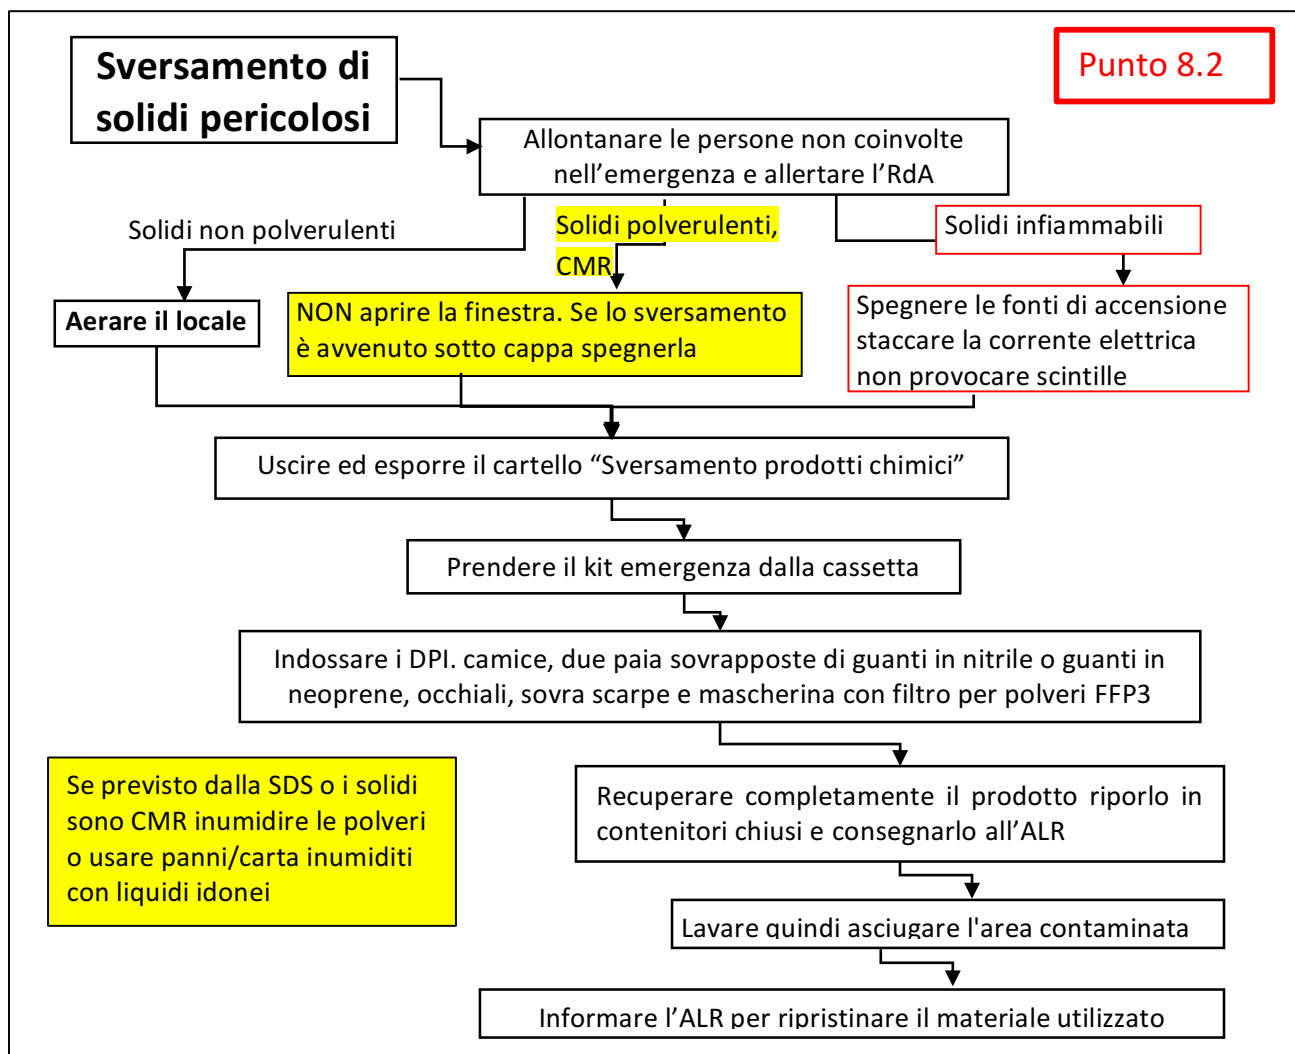 Sversamento di
solidi pericolosi
Punto 8.2
Allontanare le persone non coinvolte
nell’emergenza e allertare l’RdA
Solidi non polverulenti
Solidi polverulenti,
CMR
Solidi infiammabili
Aerare il locale
NON aprire la finestra. Se lo sversamento
è avvenuto sotto cappa spegnerla
Spegnere le fonti di accensione
staccare la corrente elettrica
non provocare scintille
Uscire ed esporre il cartello “Sversamento prodotti chimici”
Prendere il kit emergenza dalla cassetta
Indossare i DPI. camice, due paia sovrapposte di guanti in nitrile o guanti in
neoprene, occhiali, sovra scarpe e mascherina con filtro per polveri FFP3
Se previsto dalla SDS o i solidi
sono CMR inumidire le polveri
o usare panni/carta inumiditi
con liquidi idonei
Recuperare completamente il prodotto riporlo in
contenitori chiusi e consegnarlo all’ALR
Lavare quindi asciugare l'area contaminata
Informare l’ALR per ripristinare il materiale utilizzato